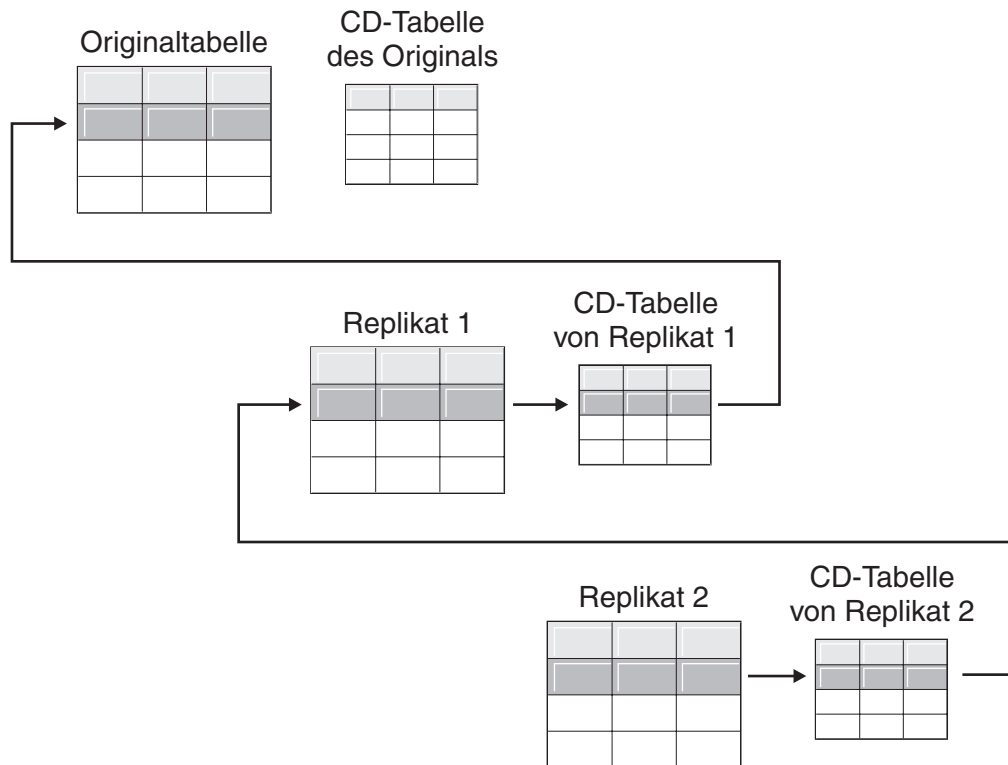 Originaltabelle
CD-Tabelle
des Originals
Replikat 1
CD-Tabelle
von Replikat 1
Replikat 2
CD-Tabelle
von Replikat 2